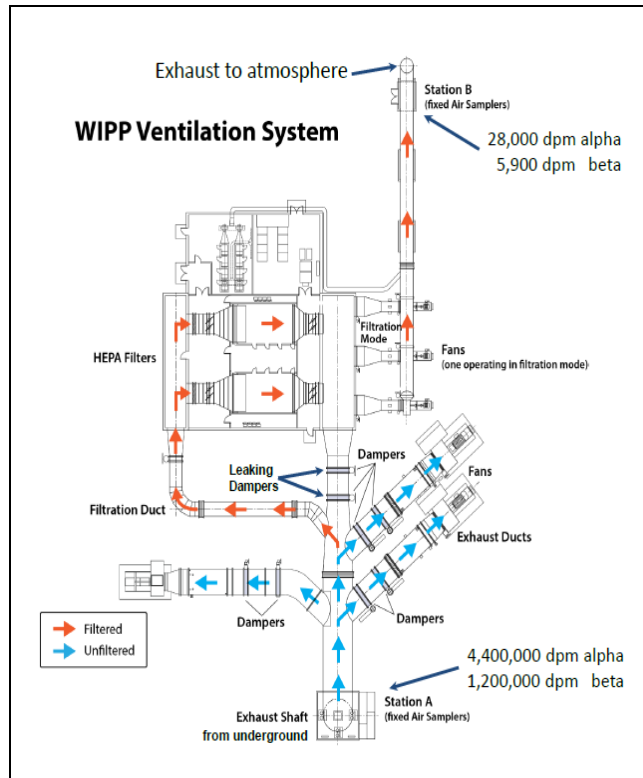 Exhaust to atmosphere
Station B
(fixed Air Samplers)
WIPP Ventilation System
28,000 dpm alpha
5,900 dpm beta
HEPA Filters
Filtration
Mode
Fans
(one operating in filtration mode)
Dampers
Leaking
Dampers
Fans
Filtration Duct
Exhaust Ducts
Dampers
Dampers
Filtered
Unfiltered
4,400,000 dpm alpha
1,200,000 dpm beta
Station A
(fixed Air Samplers)
Exhaust Shaft
from underground